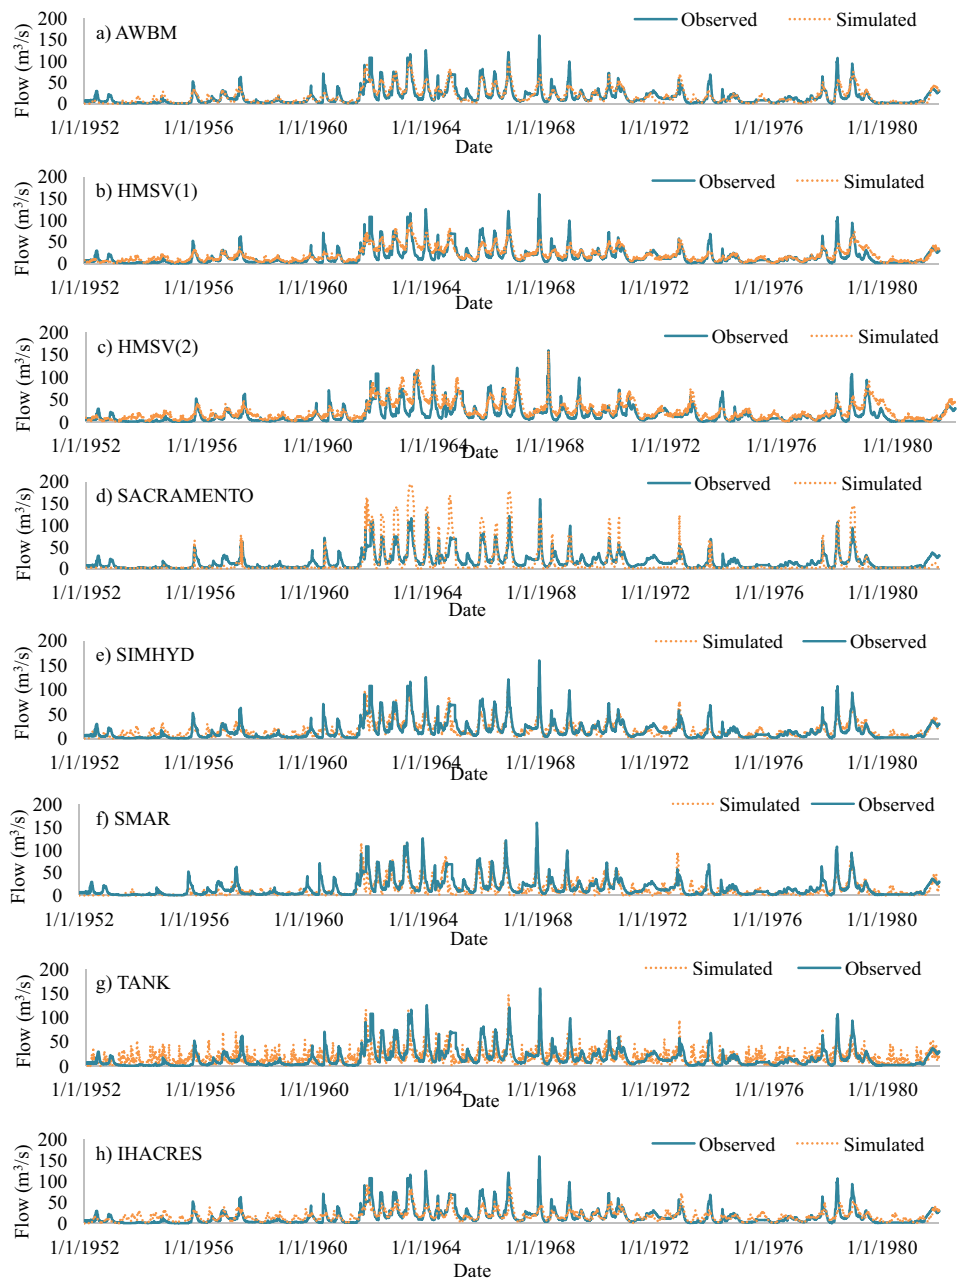 a) AWBM
Observed
Simulated
Flow (m³/s)
200
150
100
50
0
1/1/1952 1/1/1956 1/1/1960 1/1/1964 1/1/1968 1/1/1972 1/1/1976 1/1/1980
Date
b) HMSV(1)
Observed
Simulated
Flow (m³/s)
200
150
100
50
0
1/1/1952 1/1/1956 1/1/1960 1/1/1964 1/1/1968 1/1/1972 1/1/1976 1/1/1980
Date
c) HMSV(2)
Observed
Simulated
Flow (m³/s)
200
150
100
50
0
1/1/1952 1/1/1956 1/1/1960 1/1/1964 1/1/1968 1/1/1972 1/1/1976 1/1/1980
Date
d) SACRAMENTO
Observed
Simulated
Flow (m³/s)
200
150
100
50
0
1/1/1952 1/1/1956 1/1/1960 1/1/1964 1/1/1968 1/1/1972 1/1/1976 1/1/1980
Date
e) SIMHYD
Simulated
Observed
Flow (m³/s)
200
150
100
50
0
1/1/1952 1/1/1956 1/1/1960 1/1/1964 1/1/1968 1/1/1972 1/1/1976 1/1/1980
Date
f) SMAR
Simulated
Observed
Flow (m³/s)
200
150
100
50
0
1/1/1952 1/1/1956 1/1/1960 1/1/1964 1/1/1968 1/1/1972 1/1/1976 1/1/1980
Date
g) TANK
Simulated
Observed
Flow (m³/s)
200
150
100
50
0
1/1/1952 1/1/1956 1/1/1960 1/1/1964 1/1/1968 1/1/1972 1/1/1976 1/1/1980
Date
h) IHACRES
Observed
Simulated
Flow (m³/s)
200
150
100
50
0
1/1/1952 1/1/1956 1/1/1960 1/1/1964 1/1/1968 1/1/1972 1/1/1976 1/1/1980
Date